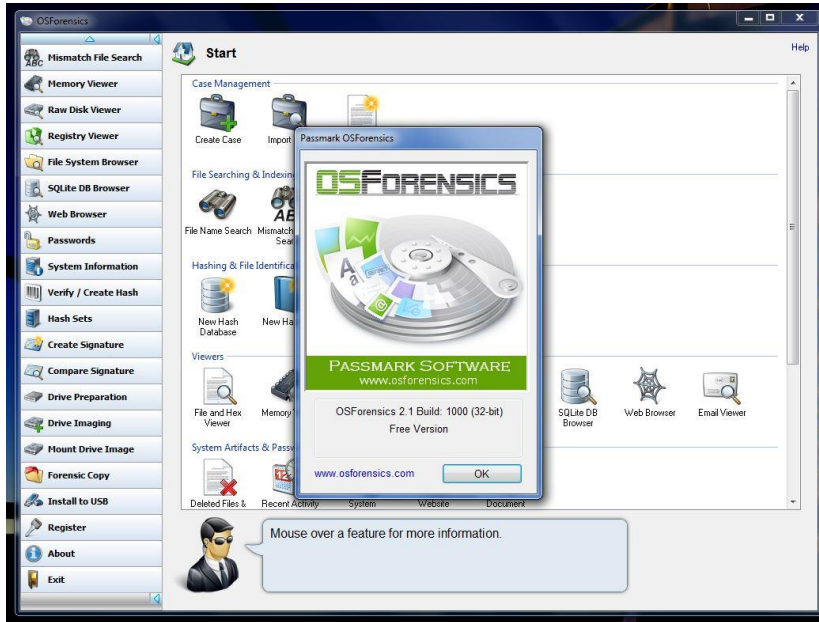 OSForensics
Mismatch File Search
Memory Viewer
Raw Disk Viewer
Registry Viewer
File System Browser
SQLite DB Browser
Web Browser
Passwords
System Information
Verify / Create Hash
Hash Sets
Create Signature
Compare Signature
Drive Preparation
Drive Imaging
Mount Drive Image
Forensic Copy
Install to USB
Register
About
Exit
Start
Help
Case Management
Create Case
Import
File Searching & Indexin
File Name Search
Mismatch
Sear
Hashing & File Identifica
New Hash
Database
New Ha
Viewers
File and Hex
Viewer
Memory
SQLite DB
Browser
Web Browser
Email Viewer
System Artifacts & Passw
Deleted Files &
Recent Activity
System
Website
Document
Passmark OSForensics
OSFORENSICS
PASSMARK SOFTWARE
www.osforensics.com
OSForensics 2.1 Build: 1000 (32-bit)
Free Version
www.osforensics.com
OK
Mouse over a feature for more information.